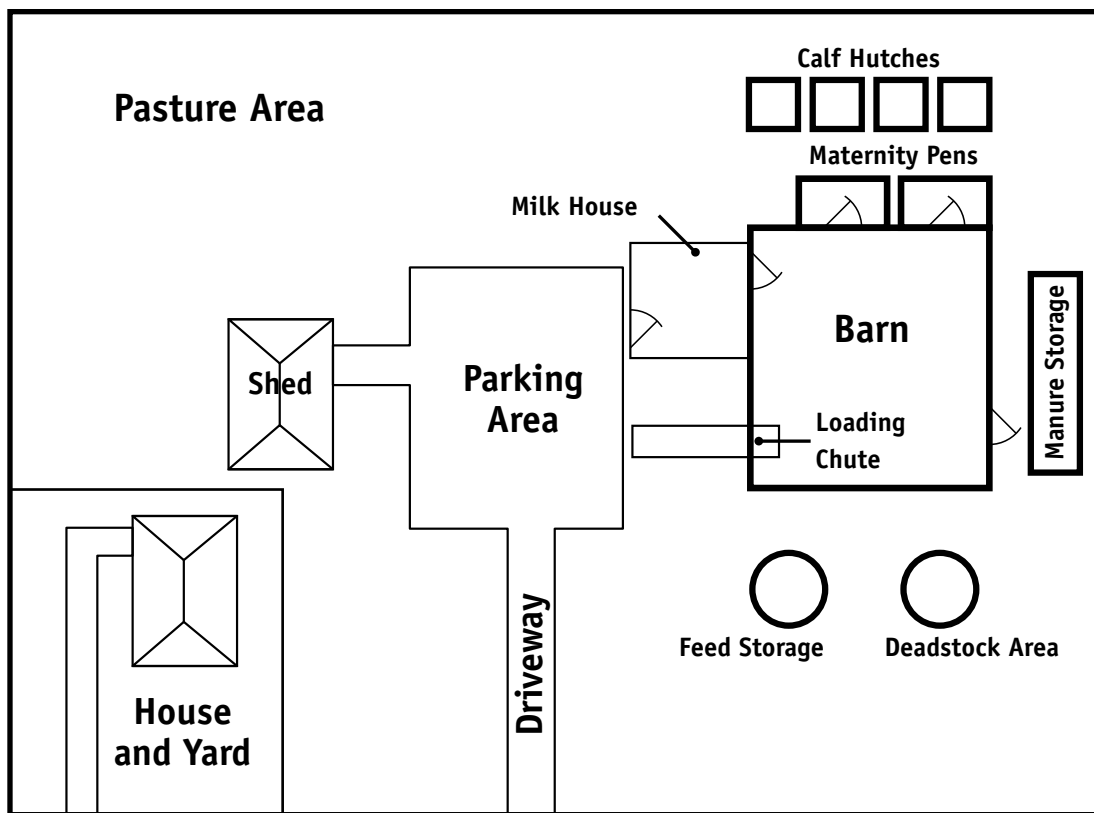 Calf Hutches
Pasture Area
Maternity Pens
Milk House
Barn
Manure Storage
Shed
Parking
Area
Loading
Chute
Driveway
Feed Storage
Deadstock Area
House
and Yard